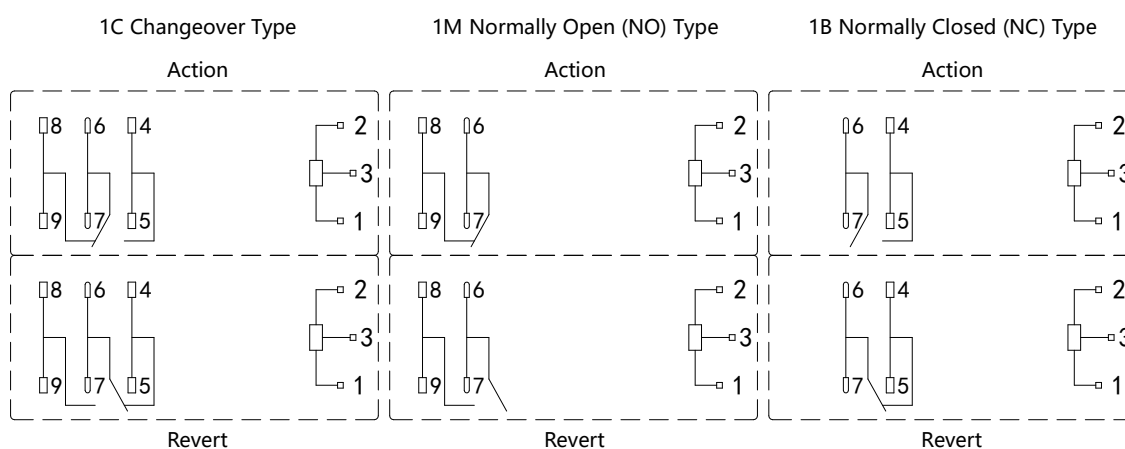 1C Changeover Type 1M Normally Open (NO) Type 1B Normally Closed (NC) Type
Action Action Action
8 6 4 2 8 6 2 6 4 2
3 3 3
9 7 5 1 9 7 1 7 5 1
8 6 4 2 8 6 2 6 4 2
3 3 3
9 7 5 1 9 7 1 7 5 1
Revert Revert Revert